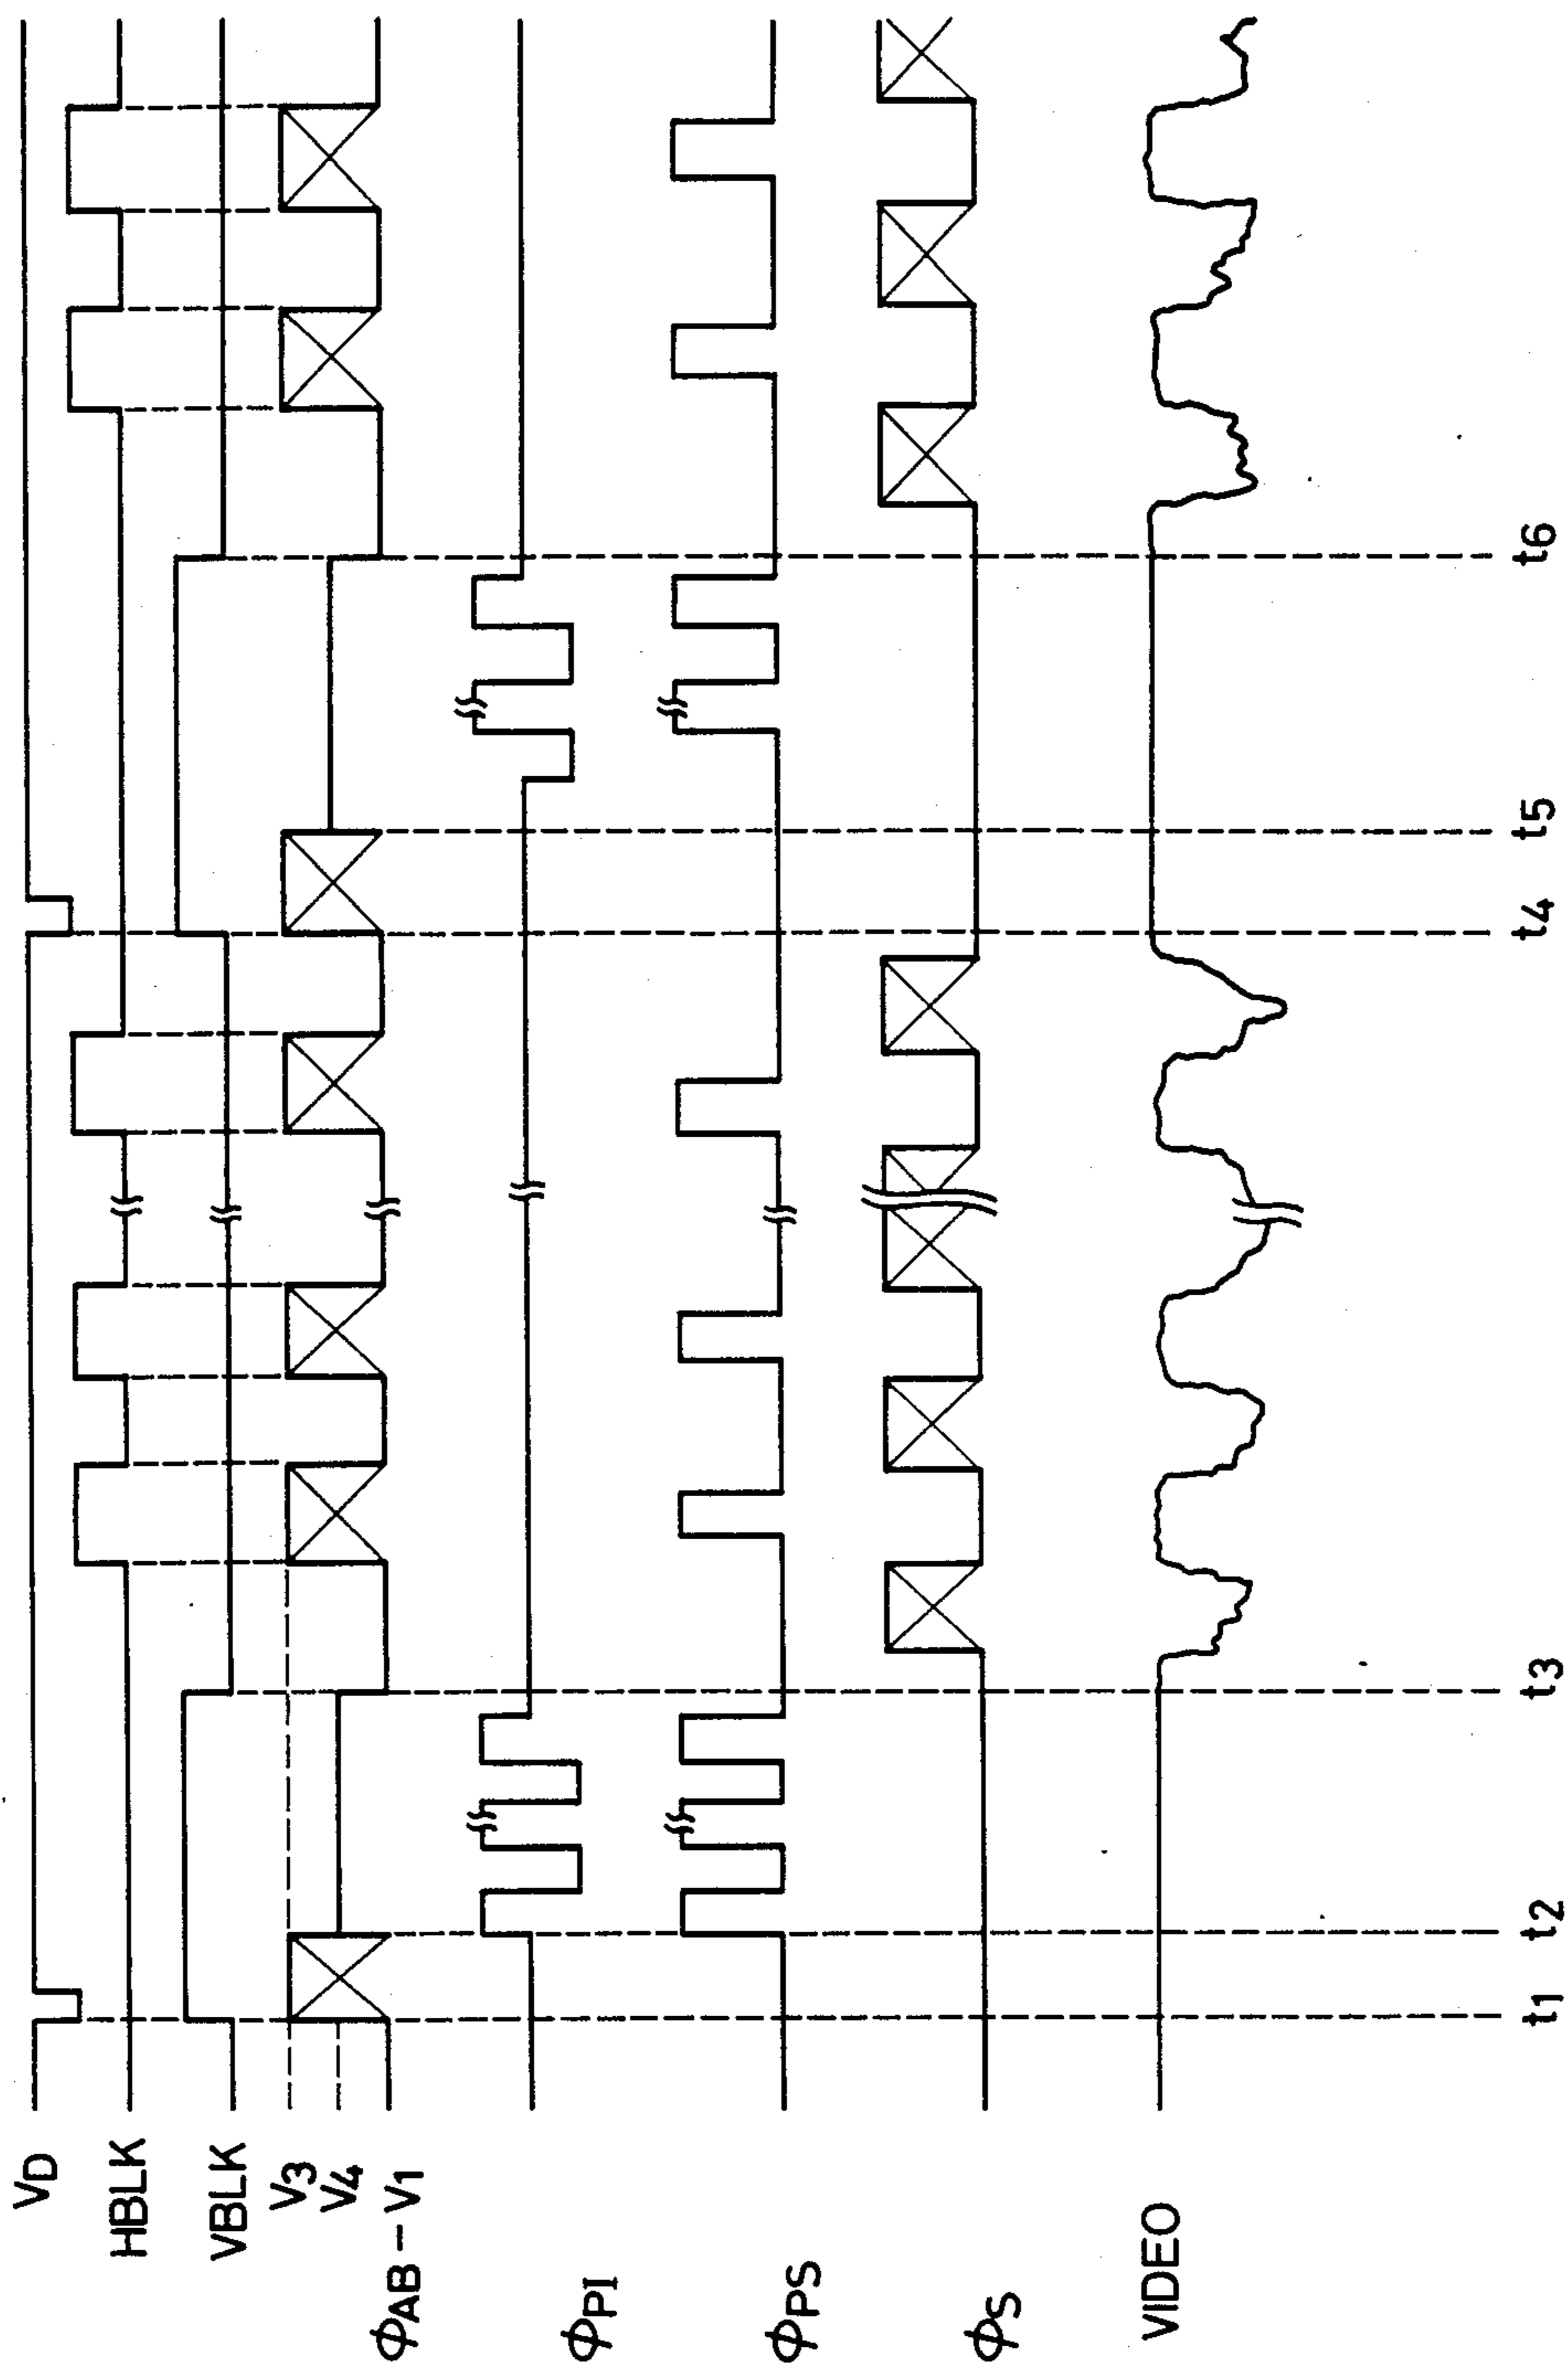 VD
HBLK
VBLK
V3
V4
ΦAB – V1
ΦPI
ΦPS
ΦS
VIDEO
t1 t2 t3 t4 t5 t6